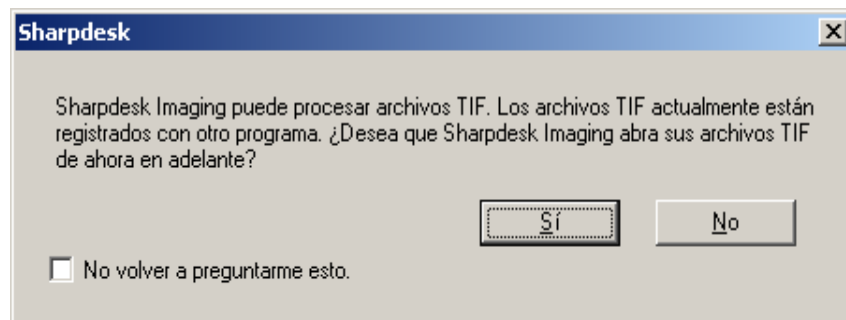 Sharpdesk
Sharpdesk Imaging puede procesar archivos TIF. Los archivos TIF actualmente están
registrados con otro programa. ¿Desea que Sharpdesk Imaging abra sus archivos TIF
de ahora en adelante?
Sí No
No volver a preguntarme esto.